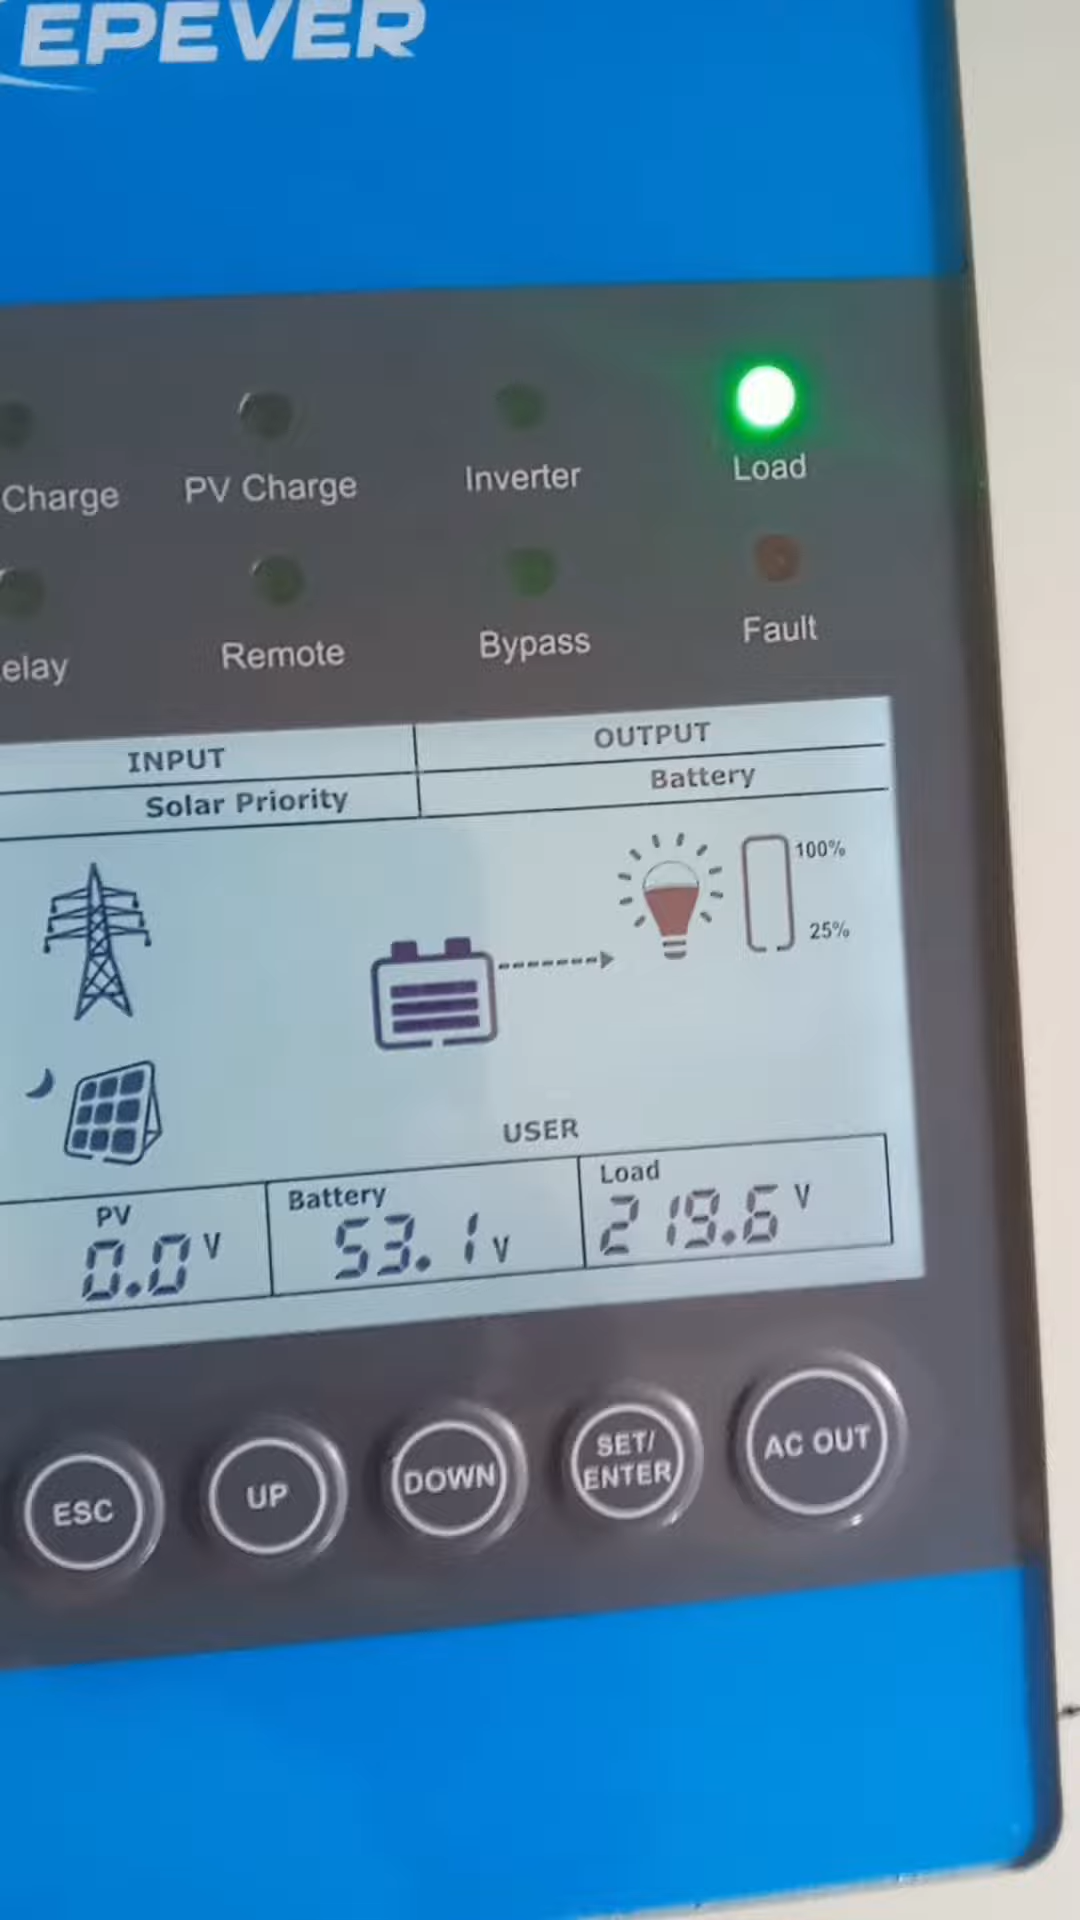 EPEVER
Charge PV Charge Inverter Load
elay Remote Bypass Fault
INPUT OUTPUT
Solar Priority Battery
100%
25%
USER
PV Battery Load
0.0 V 53.1 V 219.6 V
ESC UP DOWN SET/ ENTER AC OUT